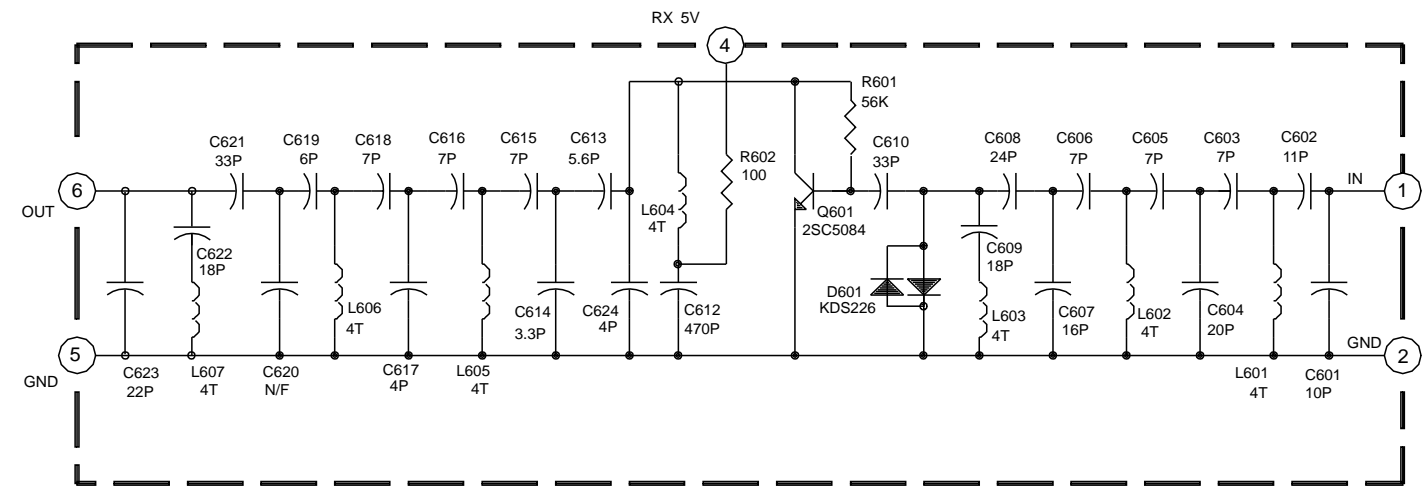 RX 5V
4
R601
56K
C621
33P
C619
6P
C618
7P
C616
7P
C615
7P
C613
5.6P
R602
100
C610
33P
C608
24P
C606
7P
C605
7P
C603
7P
C602
11P
6
OUT
IN
1
L604
4T
Q601
2SC5084
C622
18P
C609
18P
D601
KDS226
L606
4T
C614
3.3P
C624
4P
C612
470P
L603
4T
C607
16P
L602
4T
C604
20P
5
GND
GND
2
C623
22P
L607
4T
C620
N/F
C617
4P
L605
4T
L601
4T
C601
10P